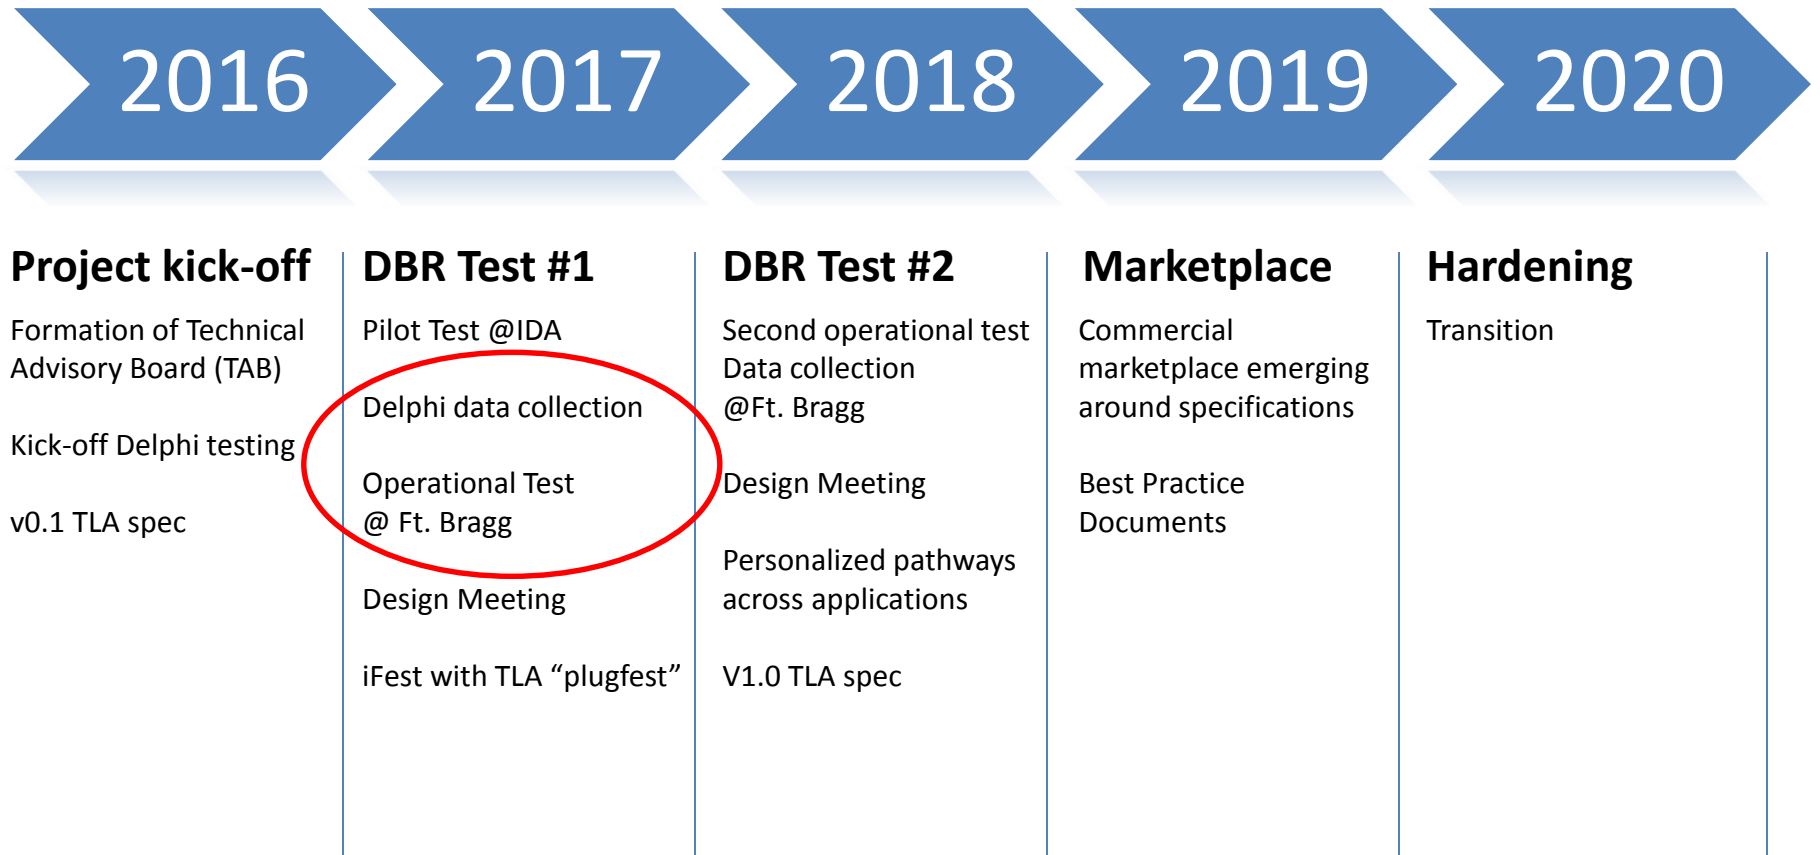 2016
2017
2018
2019
2020
Project kick-off
Formation of Technical
Advisory Board (TAB)
Kick-off Delphi testing
v0.1 TLA spec
DBR Test #1
Pilot Test @IDA
Delphi data collection
Operational Test
@ Ft. Bragg
Design Meeting
iFest with TLA “plugfest”
DBR Test #2
Second operational test
Data collection
@Ft. Bragg
Design Meeting
Personalized pathways
across applications
V1.0 TLA spec
Marketplace
Commercial
marketplace emerging
around specifications
Best Practice
Documents
Hardening
Transition